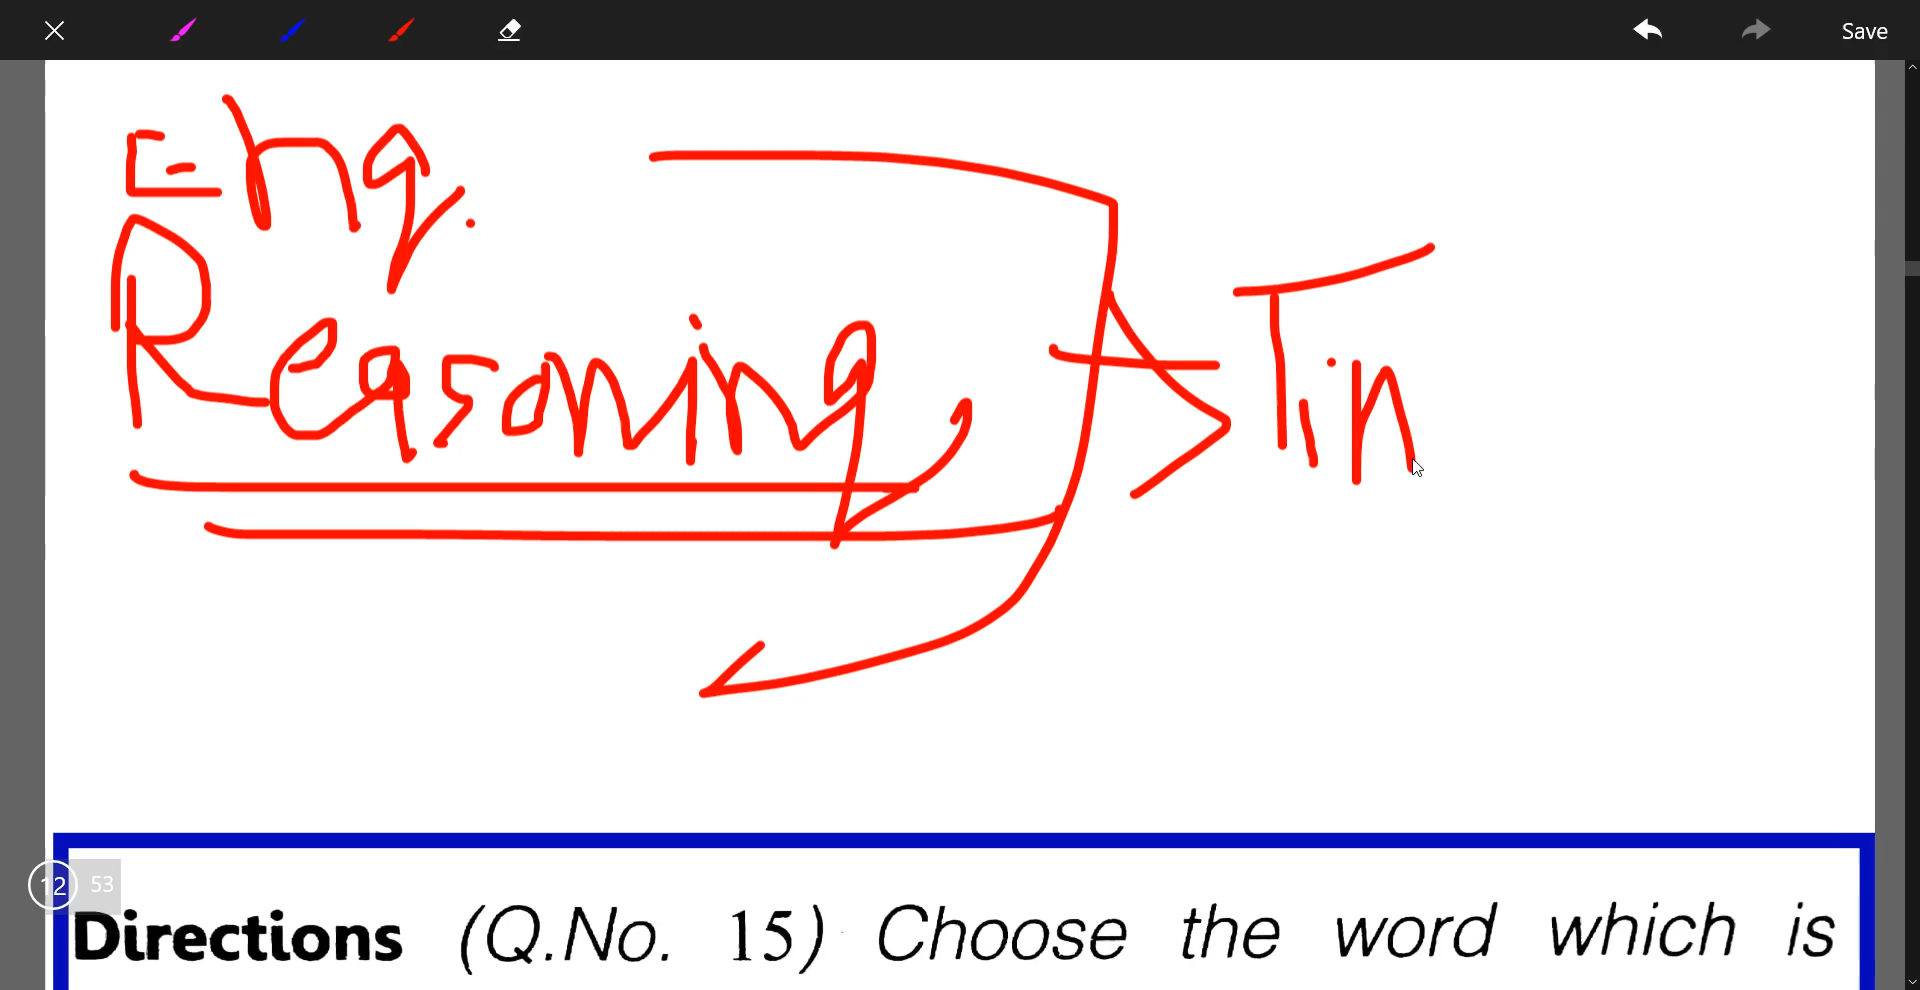 Save
Eng.
Reasoning
Tin
12 53
Directions (Q.No. 15) Choose the word which is